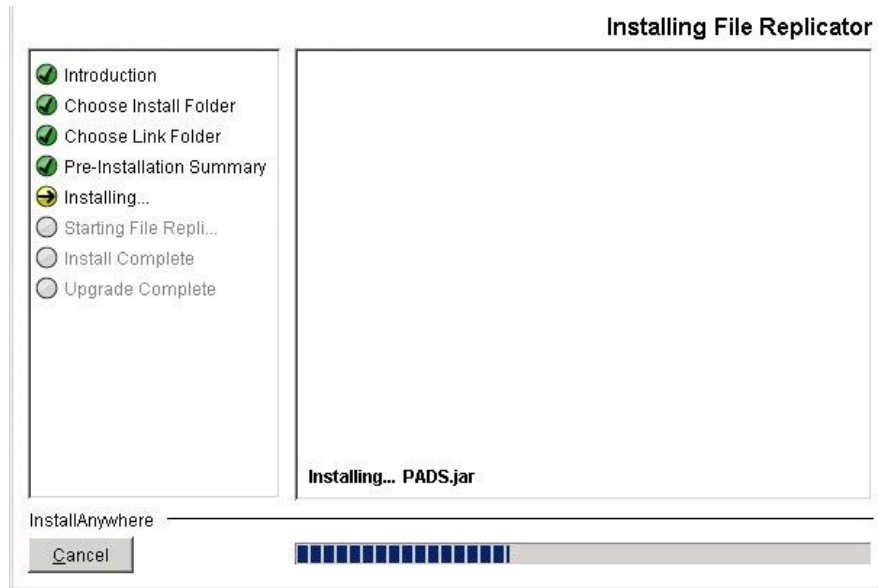 Installing File Replicator
Introduction
Choose Install Folder
Choose Link Folder
Pre-Installation Summary
Installing...
Starting File Repli...
Install Complete
Upgrade Complete
Installing... PADS.jar
InstallAnywhere
Cancel